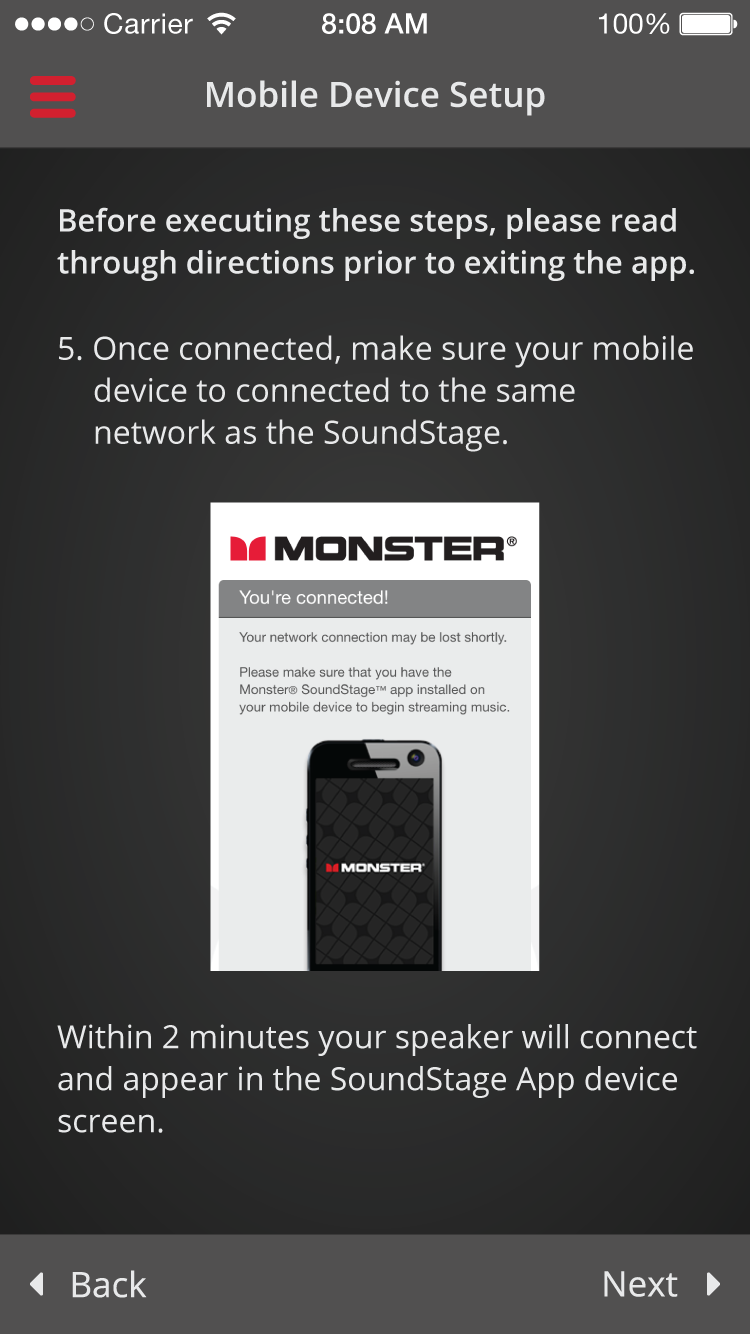 Carrier 8:08 AM 100%
Mobile Device Setup
Before executing these steps, please read
through directions prior to exiting the app.
5. Once connected, make sure your mobile
device to connected to the same
network as the SoundStage.
MONSTER®
You're connected!
Your network connection may be lost shortly.
Please make sure that you have the
Monster® SoundStage™ app installed on
your mobile device to begin streaming music.
MONSTER®
Within 2 minutes your speaker will connect
and appear in the SoundStage App device
screen.
Back Next